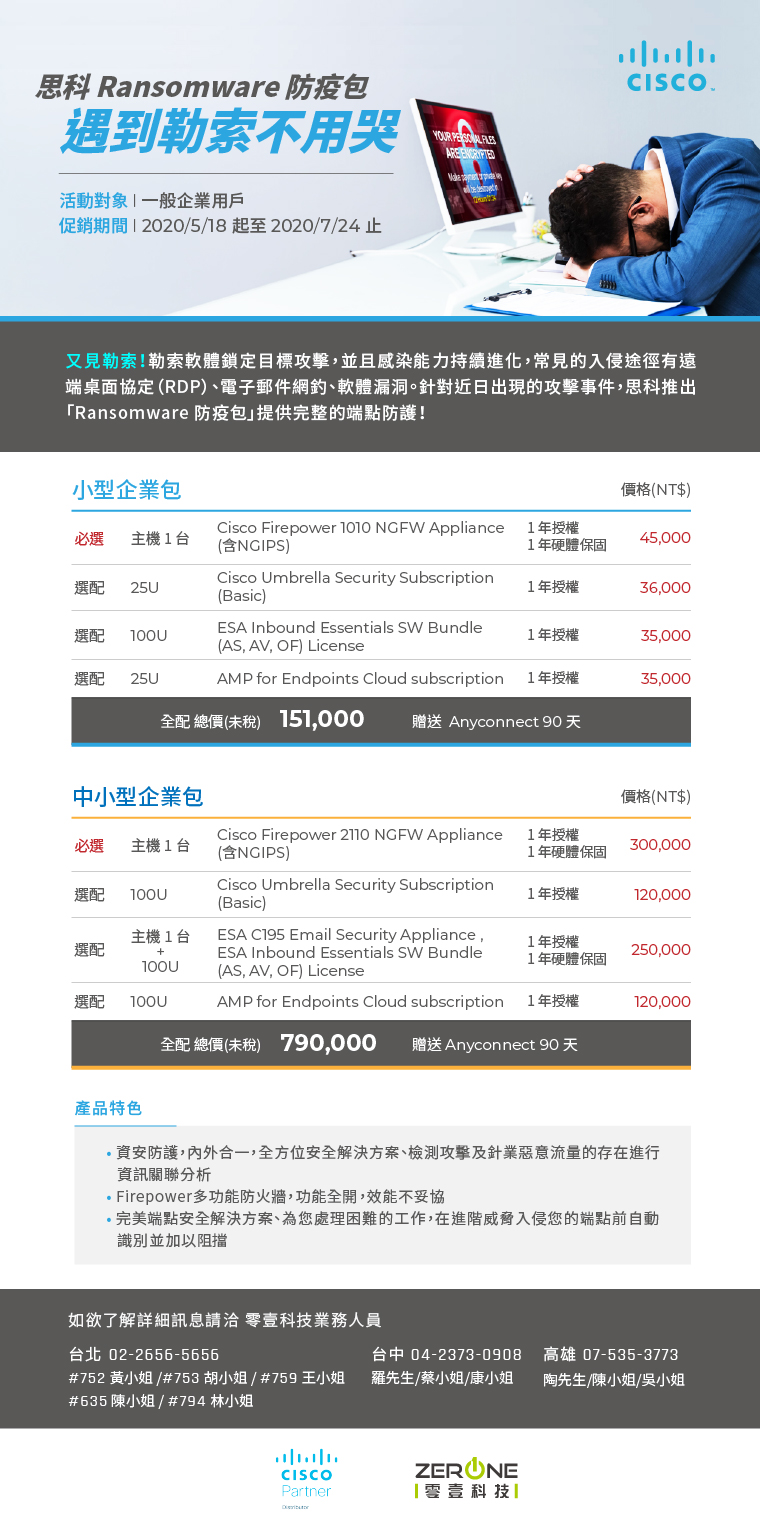 CISCO
思科 Ransomware 防疫包
遇到勒索不用哭
YOUR PERSONAL FILES
ARE ENCRYPTED
Make payment or private key
will be destroyed in
活動對象 | 一般企業用戶
促銷期間 | 2020/5/18 起至 2020/7/24 止
又見勒索！勒索軟體鎖定目標攻擊，並且感染能力持續進化，常見的入侵途徑有遠
端桌面協定（RDP）、電子郵件網釣、軟體漏洞。針對近日出現的攻擊事件，思科推出
「Ransomware 防疫包」提供完整的端點防護！
小型企業包 價格(NT$)
必選 主機 1 台 Cisco Firepower 1010 NGFW Appliance (含NGIPS) 1 年授權 1 年硬體保固 45,000
選配 25U Cisco Umbrella Security Subscription (Basic) 1 年授權 36,000
選配 100U ESA Inbound Essentials SW Bundle (AS, AV, OF) License 1 年授權 35,000
選配 25U AMP for Endpoints Cloud subscription 1 年授權 35,000
全配 總價(未稅) 151,000 贈送 Anyconnect 90 天
中小型企業包 價格(NT$)
必選 主機 1 台 Cisco Firepower 2110 NGFW Appliance (含NGIPS) 1 年授權 1 年硬體保固 300,000
選配 100U Cisco Umbrella Security Subscription (Basic) 1 年授權 120,000
選配 主機 1 台 + 100U ESA C195 Email Security Appliance , ESA Inbound Essentials SW Bundle (AS, AV, OF) License 1 年授權 1 年硬體保固 250,000
選配 100U AMP for Endpoints Cloud subscription 1 年授權 120,000
全配 總價(未稅) 790,000 贈送 Anyconnect 90 天
產品特色
• 資安防護，內外合一，全方位安全解決方案、檢測攻擊及針業惡意流量的存在進行
資訊關聯分析
• Firepower多功能防火牆，功能全開，效能不妥協
• 完美端點安全解決方案、為您處理困難的工作，在進階威脅入侵您的端點前自動
識別並加以阻擋
如欲了解詳細訊息請洽 零壹科技業務人員
台北 02-2656-5656
#752 黃小姐 /#753 胡小姐 / #759 王小姐
#635 陳小姐 / #794 林小姐
台中 04-2373-0908
羅先生/蔡小姐/康小姐
高雄 07-535-3773
陶先生/陳小姐/吳小姐
CISCO
Partner
Distributor
ZERONE
零壹科技